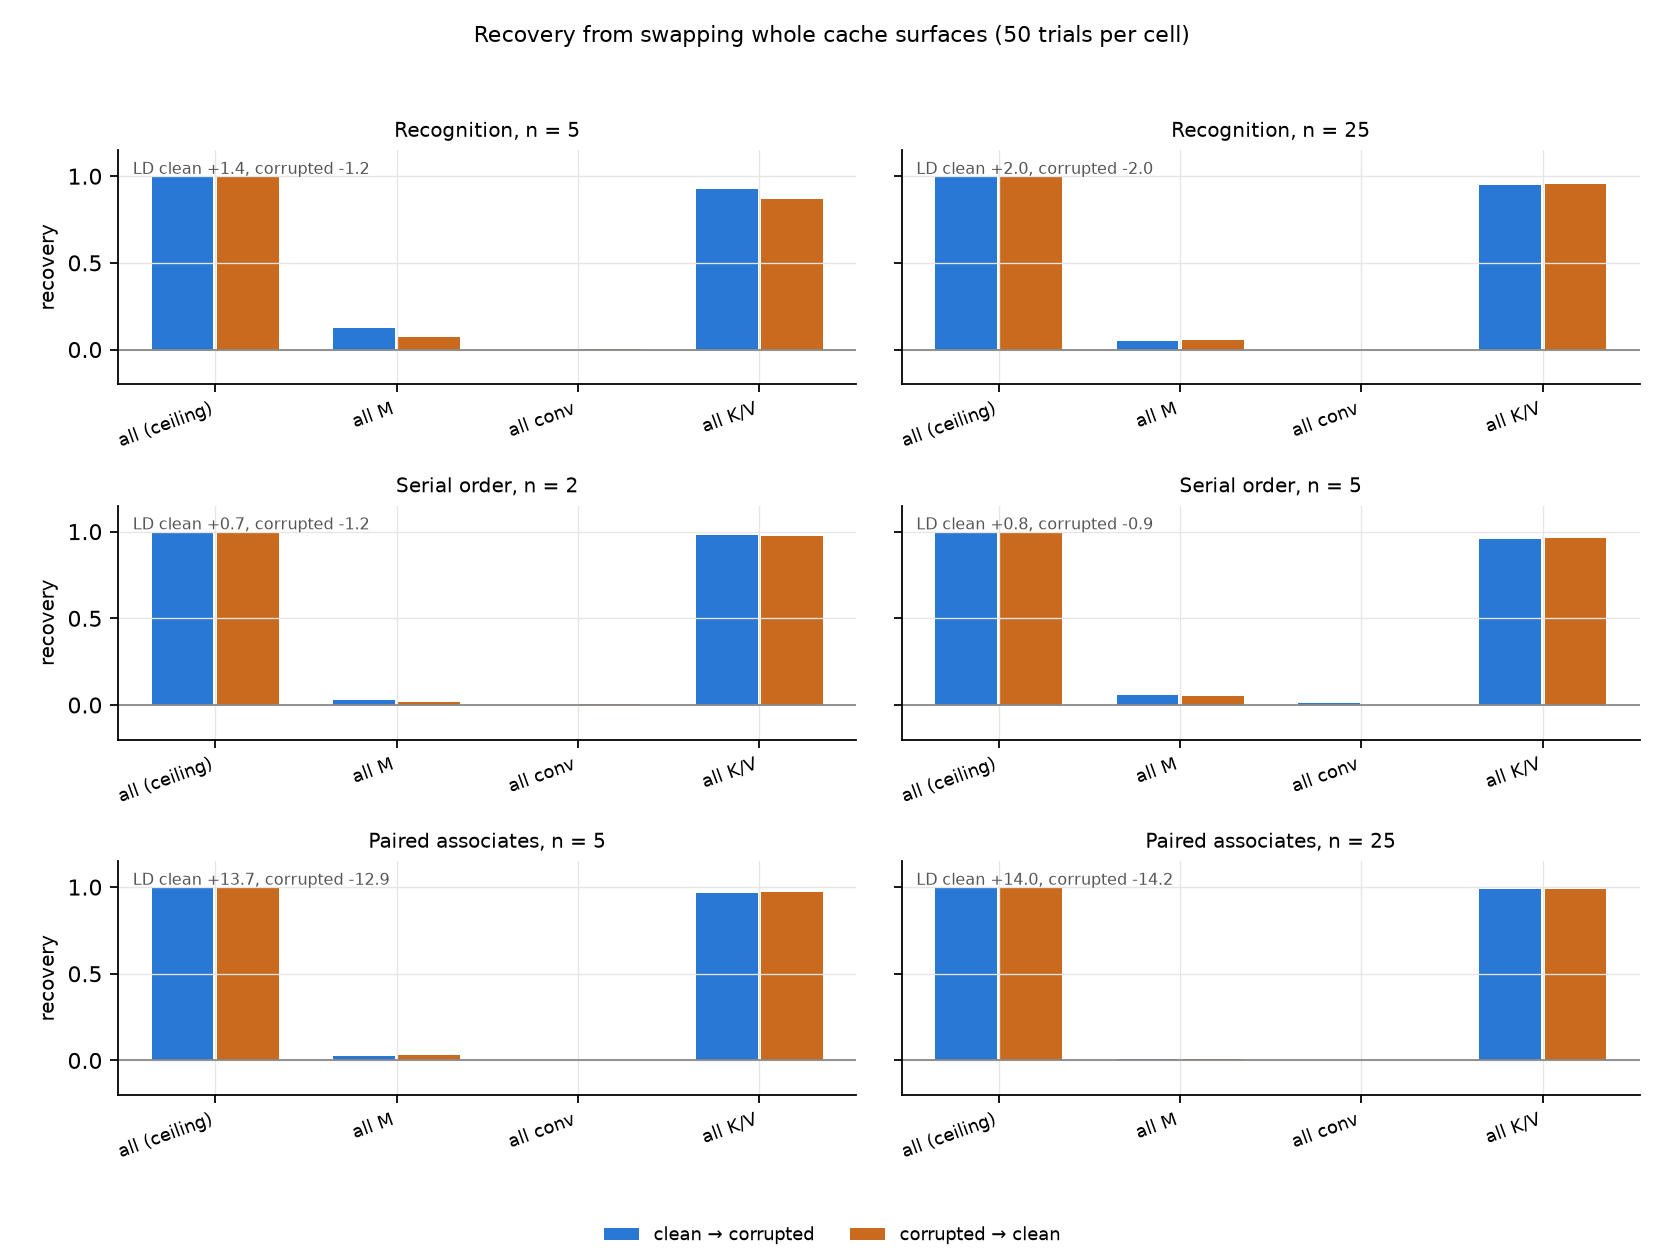 Recovery from swapping whole cache surfaces (50 trials per cell)
Recognition, n = 5
LD clean +1.4, corrupted -1.2
recovery
1.0
0.5
0.0
all (ceiling)
all M
all conv
all K/V
Recognition, n = 25
LD clean +2.0, corrupted -2.0
all (ceiling)
all M
all conv
all K/V
Serial order, n = 2
LD clean +0.7, corrupted -1.2
recovery
1.0
0.5
0.0
all (ceiling)
all M
all conv
all K/V
Serial order, n = 5
LD clean +0.8, corrupted -0.9
all (ceiling)
all M
all conv
all K/V
Paired associates, n = 5
LD clean +13.7, corrupted -12.9
recovery
1.0
0.5
0.0
all (ceiling)
all M
all conv
all K/V
Paired associates, n = 25
LD clean +14.0, corrupted -14.2
all (ceiling)
all M
all conv
all K/V
clean → corrupted
corrupted → clean